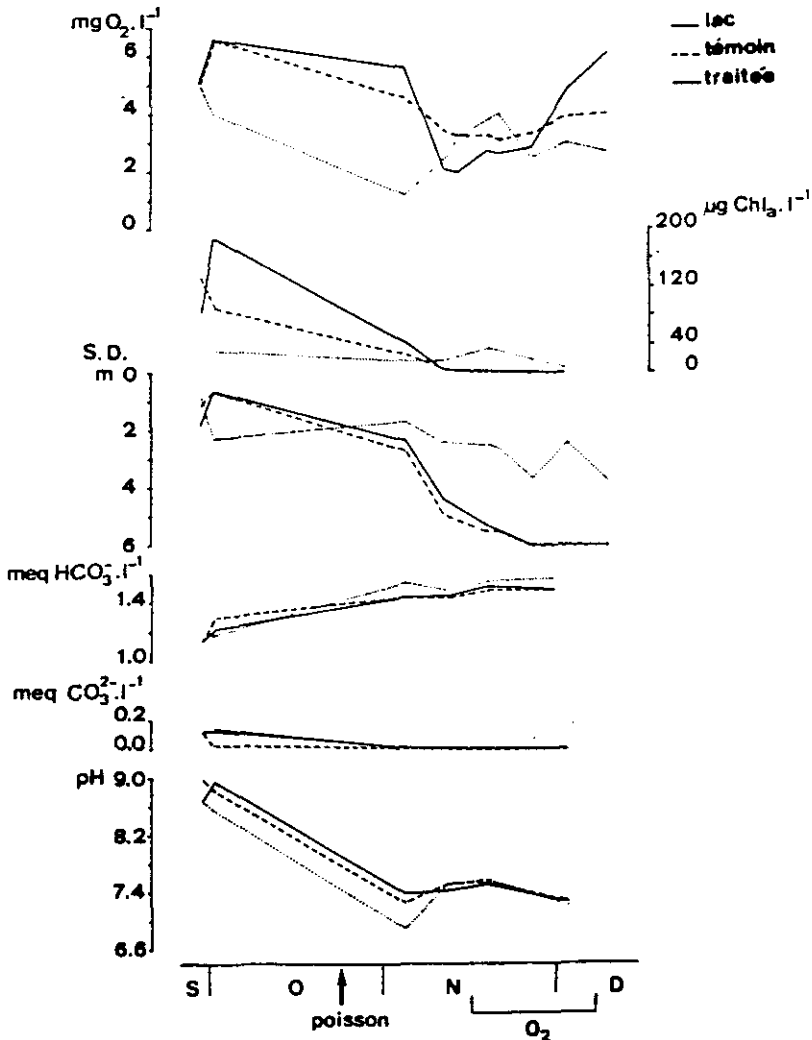 mg O₂.l⁻¹
6
4
2
0
lac
témoin
traitée
µg Chlₐ.l⁻¹
200
120
40
0
S.D.
m 0
2
4
6
meq HCO₃⁻.l⁻¹
1.4
1.0
meq CO₃²⁻.l⁻¹
0.2
0.0
pH 9.0
8.2
7.4
6.6
S O N D
poisson
O₂